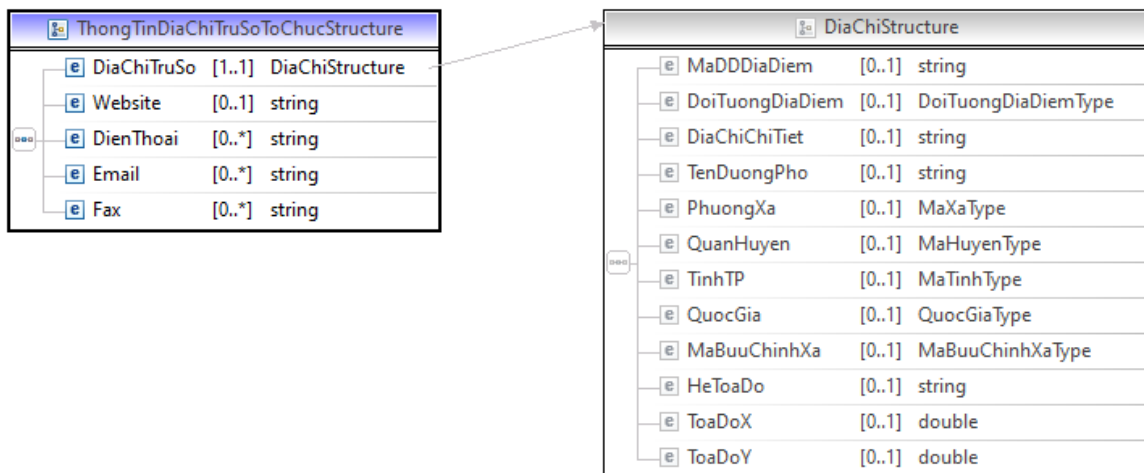 ThongTinDiaChiTruSoToChucStructure
e DiaChiTruSo [1..1] DiaChiStructure
e Website [0..1] string
e DienThoai [0..*] string
e Email [0..*] string
e Fax [0..*] string
DiaChiStructure
e MaDDDiaDiem [0..1] string
e DoiTuongDiaDiem [0..1] DoiTuongDiaDiemType
e DiaChiChiTiet [0..1] string
e TenDuongPho [0..1] string
e PhuongXa [0..1] MaXaType
e QuanHuyen [0..1] MaHuyenType
e TinhTP [0..1] MaTinhType
e QuocGia [0..1] QuocGiaType
e MaBuuChinhXa [0..1] MaBuuChinhXaType
e HeToaDo [0..1] string
e ToaDoX [0..1] double
e ToaDoY [0..1] double